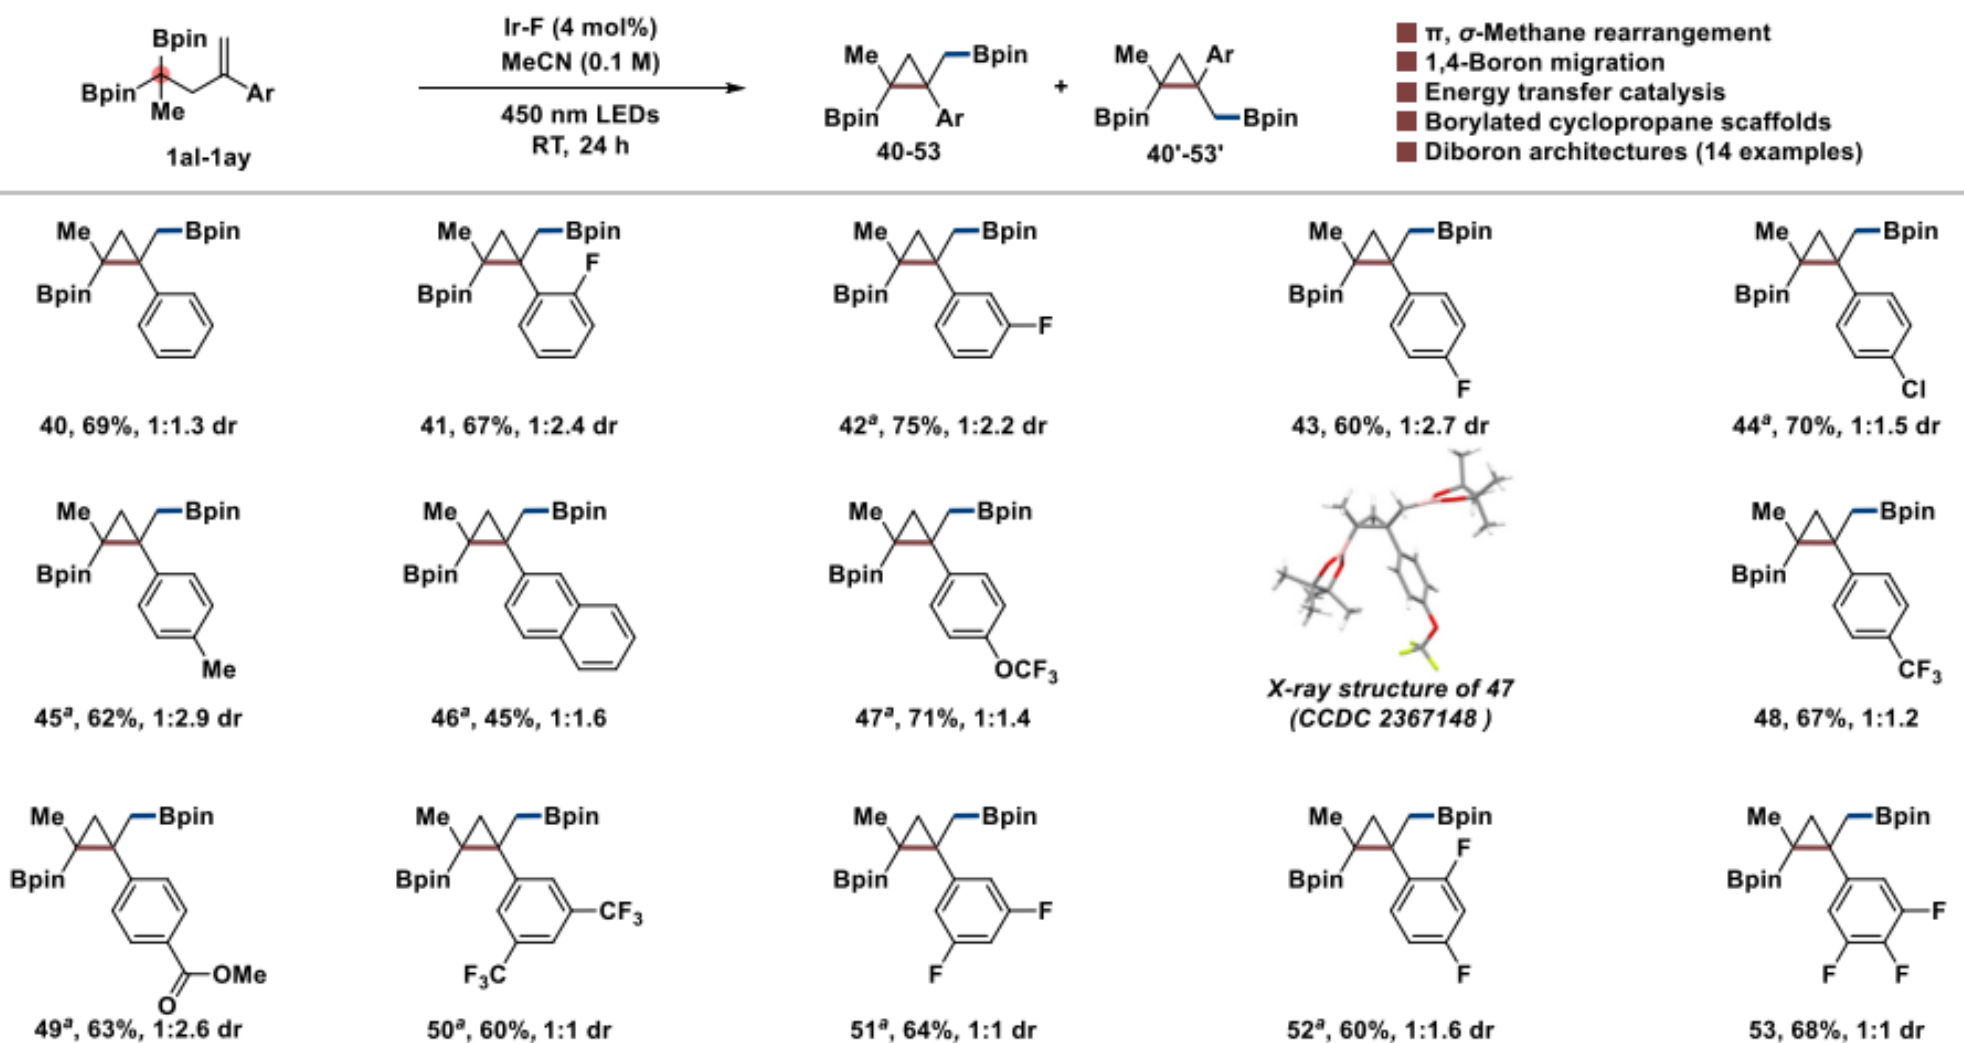 Bpin
Bpin
Me
Ar
1al-1ay
Ir-F (4 mol%)
MeCN (0.1 M)
450 nm LEDs
RT, 24 h
Me
Bpin
Bpin
Ar
40-53
+
Me
Ar
Bpin
Bpin
40'-53'
π, σ-Methane rearrangement
1,4-Boron migration
Energy transfer catalysis
Borylated cyclopropane scaffolds
Diboron architectures (14 examples)
Me
Bpin
Bpin
40, 69%, 1:1.3 dr
Me
Bpin
F
Bpin
41, 67%, 1:2.4 dr
Me
Bpin
Bpin
F
42ᵃ, 75%, 1:2.2 dr
Me
Bpin
Bpin
F
43, 60%, 1:2.7 dr
Me
Bpin
Bpin
Cl
44ᵃ, 70%, 1:1.5 dr
Me
Bpin
Bpin
Me
45ᵃ, 62%, 1:2.9 dr
Me
Bpin
Bpin
46ᵃ, 45%, 1:1.6
Me
Bpin
Bpin
OCF₃
47ᵃ, 71%, 1:1.4
X-ray structure of 47
(CCDC 2367148 )
Me
Bpin
Bpin
CF₃
48, 67%, 1:1.2
Me
Bpin
Bpin
OMe
O
49ᵃ, 63%, 1:2.6 dr
Me
Bpin
Bpin
CF₃
F₃C
50ᵃ, 60%, 1:1 dr
Me
Bpin
Bpin
F
F
51ᵃ, 64%, 1:1 dr
Me
Bpin
F
Bpin
F
52ᵃ, 60%, 1:1.6 dr
Me
Bpin
Bpin
F
F
F
53, 68%, 1:1 dr